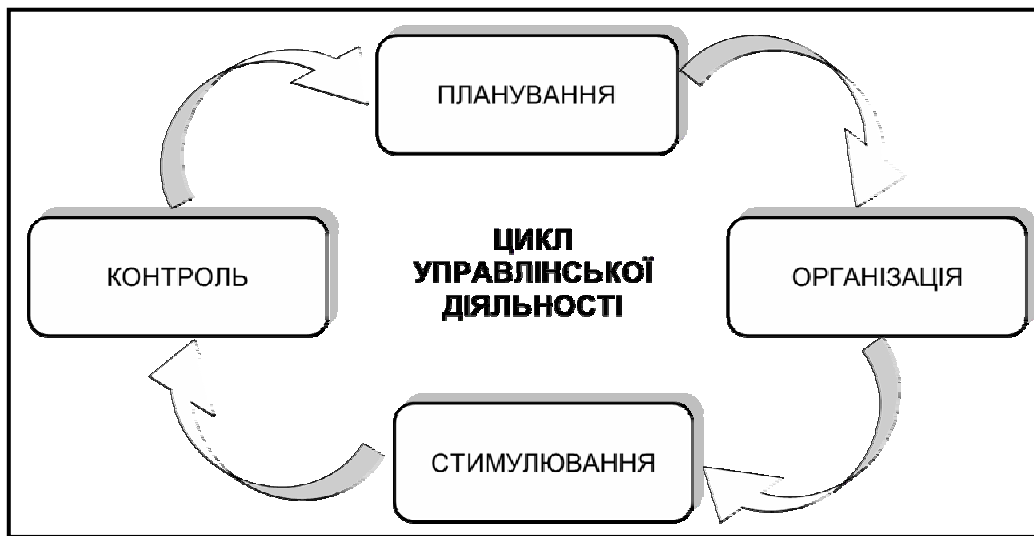 ПЛАНУВАННЯ
КОНТРОЛЬ
ЦИКЛ
УПРАВЛІНСЬКОЇ
ДІЯЛЬНОСТІ
ОРГАНІЗАЦІЯ
СТИМУЛЮВАННЯ